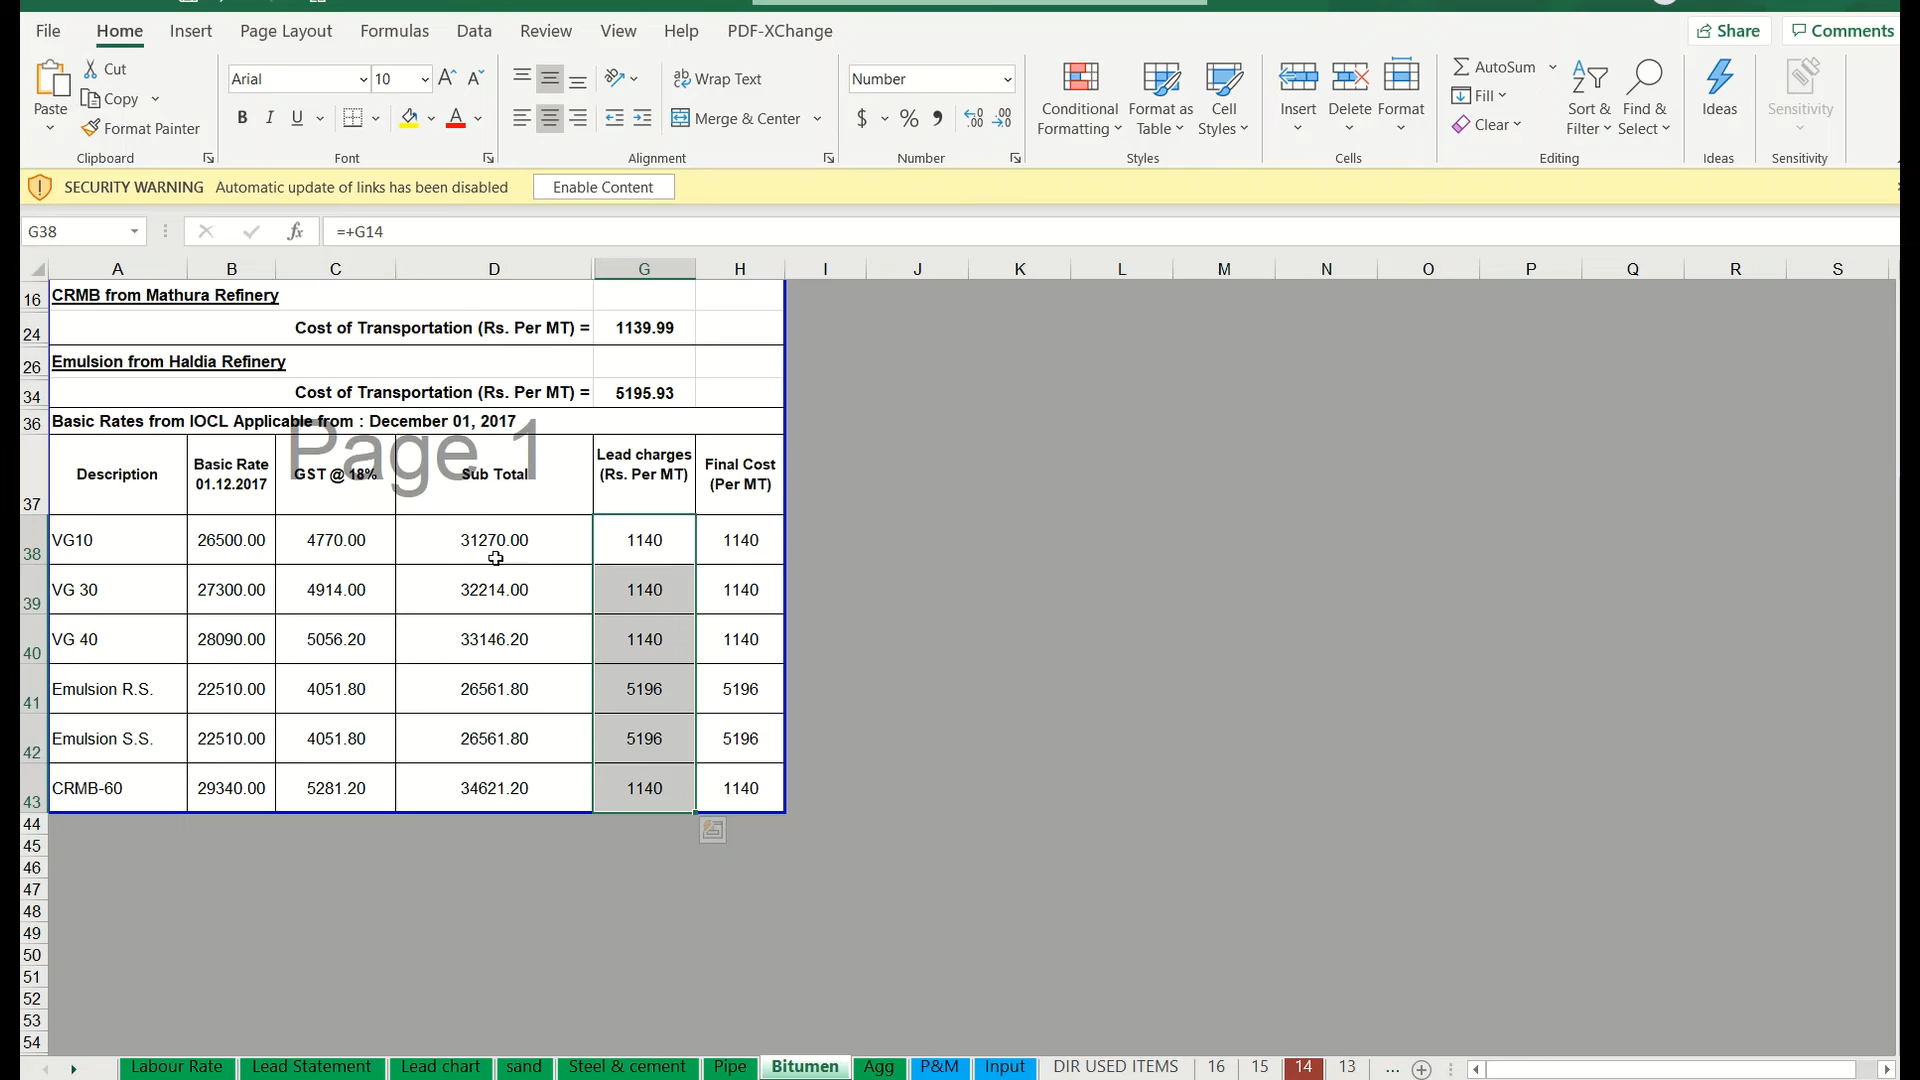 File Home Insert Page Layout Formulas Data Review View Help PDF-XChange Share Comments
Paste Cut Copy Format Painter Clipboard
Arial 10 A A B I U A Font
Wrap Text Merge & Center Alignment
Number $ % Number
Conditional Formatting Format as Table Cell Styles Styles
Insert Delete Format Cells
AutoSum Fill Clear Sort & Filter Find & Select Editing
Ideas Ideas
Sensitivity Sensitivity
SECURITY WARNING Automatic update of links has been disabled Enable Content
G38 fx =+G14
A B C D G H I J K L M N O P Q R S
16 CRMB from Mathura Refinery
24 Cost of Transportation (Rs. Per MT) = 1139.99
26 Emulsion from Haldia Refinery
34 Cost of Transportation (Rs. Per MT) = 5195.93
36 Basic Rates from IOCL Applicable from : December 01, 2017
Page 1
37 Description Basic Rate 01.12.2017 GST @ 18% Sub Total Lead charges (Rs. Per MT) Final Cost (Per MT)
38 VG10 26500.00 4770.00 31270.00 1140 1140
39 VG 30 27300.00 4914.00 32214.00 1140 1140
40 VG 40 28090.00 5056.20 33146.20 1140 1140
41 Emulsion R.S. 22510.00 4051.80 26561.80 5196 5196
42 Emulsion S.S. 22510.00 4051.80 26561.80 5196 5196
43 CRMB-60 29340.00 5281.20 34621.20 1140 1140
44
45
46
47
48
49
50
51
52
53
54
Labour Rate Lead Statement Lead chart sand Steel & cement Pipe Bitumen Agg P&M Input DIR USED ITEMS 16 15 14 13 ...